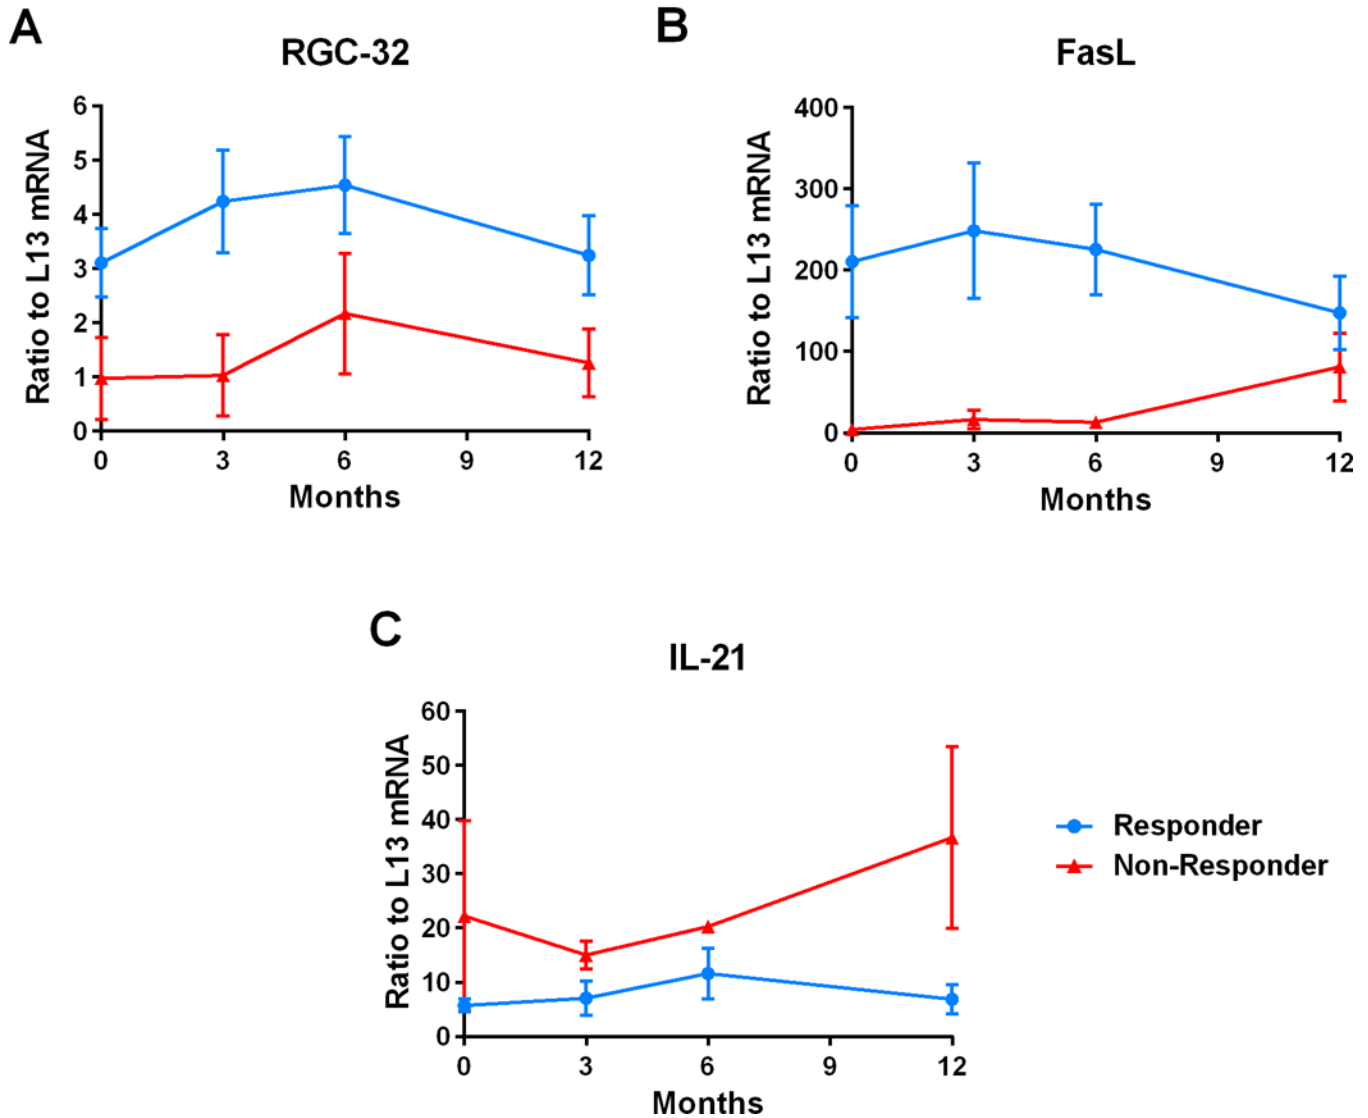 A
RGC-32
Ratio to L13 mRNA
6
5
4
3
2
1
0
0 3 6 9 12
Months
B
FasL
Ratio to L13 mRNA
400
300
200
100
0
0 3 6 9 12
Months
C
IL-21
Ratio to L13 mRNA
60
50
40
30
20
10
0
0 3 6 9 12
Months
Responder
Non-Responder